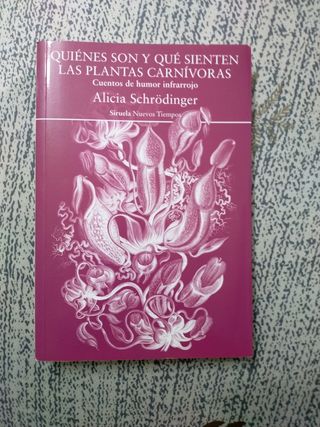 QUIÉNES SON Y QUÉ SIENTEN
LAS PLANTAS CARNÍVORAS
Cuentos de humor infrarrojo
Alicia Schrödinger
Siruela Nuevos Tiempos